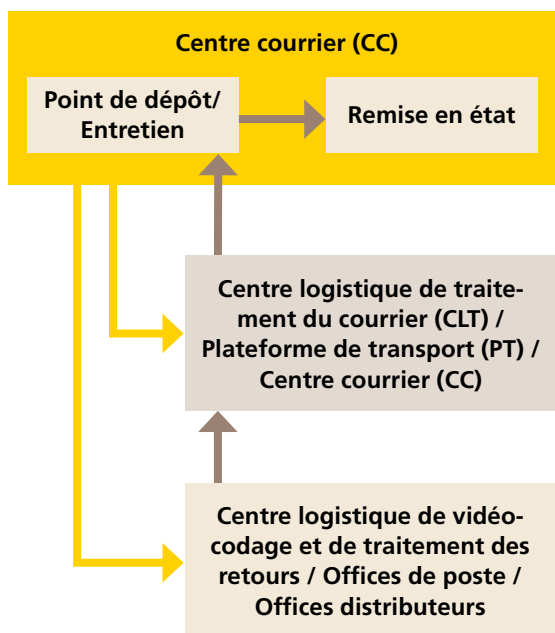 Centre courrier (CC)
Point de dépôt/
Entretien
Remise en état
Centre logistique de traite-
ment du courrier (CLT) /
Plateforme de transport (PT) /
Centre courrier (CC)
Centre logistique de vidéo-
codage et de traitement des
retours / Offices de poste /
Offices distributeurs